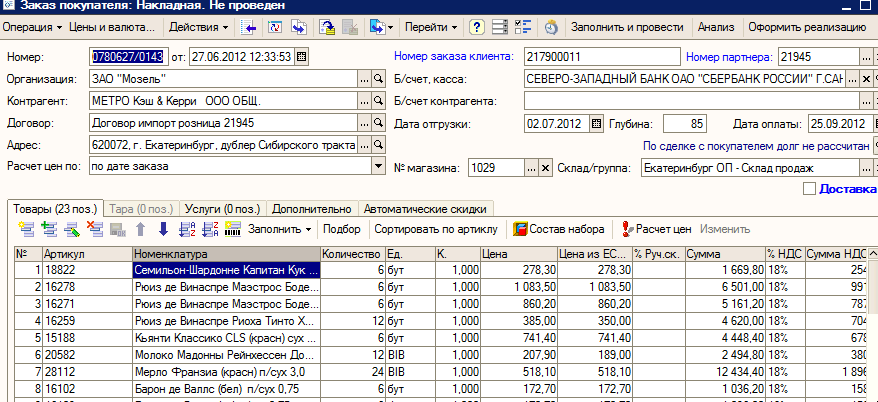 Заказ покупателя: Накладная. Не проведен
Операция Цены и валюта... Действия Перейти Заполнить и провести Анализ Оформить реализацию
Номер: 0780627/0143 от: 27.06.2012 12:33:53 Номер заказа клиента: 217900011 Номер партнера: 21945
Организация: ЗАО "Мозель" Б/счет, касса: СЕВЕРО-ЗАПАДНЫЙ БАНК ОАО "СБЕРБАНК РОССИИ" Г.САН
Контрагент: МЕТРО Кэш & Керри ООО ОБЩ. Б/счет контрагента:
Договор: Договор импорт розница 21945 Дата отгрузки: 02.07.2012 Глубина: 85 Дата оплаты: 25.09.2012
Адрес: 620072, г. Екатеринбург, дублер Сибирского тракта По сделке с покупателем долг не рассчитан
Расчет цен по: по дате заказа № магазина: 1029 Склад/группа: Екатеринбург ОП - Склад продаж
Доставка
Товары (23 поз.) Тара (0 поз.) Услуги (0 поз.) Дополнительно Автоматические скидки
Заполнить Подбор Сортировать по артиклу Состав набора Расчет цен Изменить
№ Артикул Номенклатура Количество Ед. К. Цена Цена из ЕС... % Руч.ск. Сумма % НДС Сумма НДС
1 18822 Семильон-Шардонне Капитан Кук ... 6 бут 1,000 278,30 278,30 1 669,80 18% 254
2 16278 Рюиз де Винаспре Маэстрос Боде... 6 бут 1,000 1 083,50 1 083,50 6 501,00 18% 991
3 16271 Рюиз де Винаспре Маэстрос Боде... 6 бут 1,000 860,20 860,20 5 161,20 18% 787
4 16259 Рюиз де Винаспре Риоха Тинто Х... 12 бут 1,000 385,00 350,00 4 620,00 18% 704
5 15188 Кьянти Классико CLS (красн) сух ... 6 бут 1,000 741,40 741,40 4 448,40 18% 678
6 20582 Молоко Мадонны Рейнхессен До... 12 BIB 1,000 207,90 189,00 2 494,80 18% 380
7 28112 Мерло Франзиа (красн) п/сух 3,0 24 BIB 1,000 518,10 518,10 12 434,40 18% 1 896
8 16102 Барон де Валлс (бел) п/сух 0,75 6 бут 1,000 172,70 172,70 1 036,20 18% 158